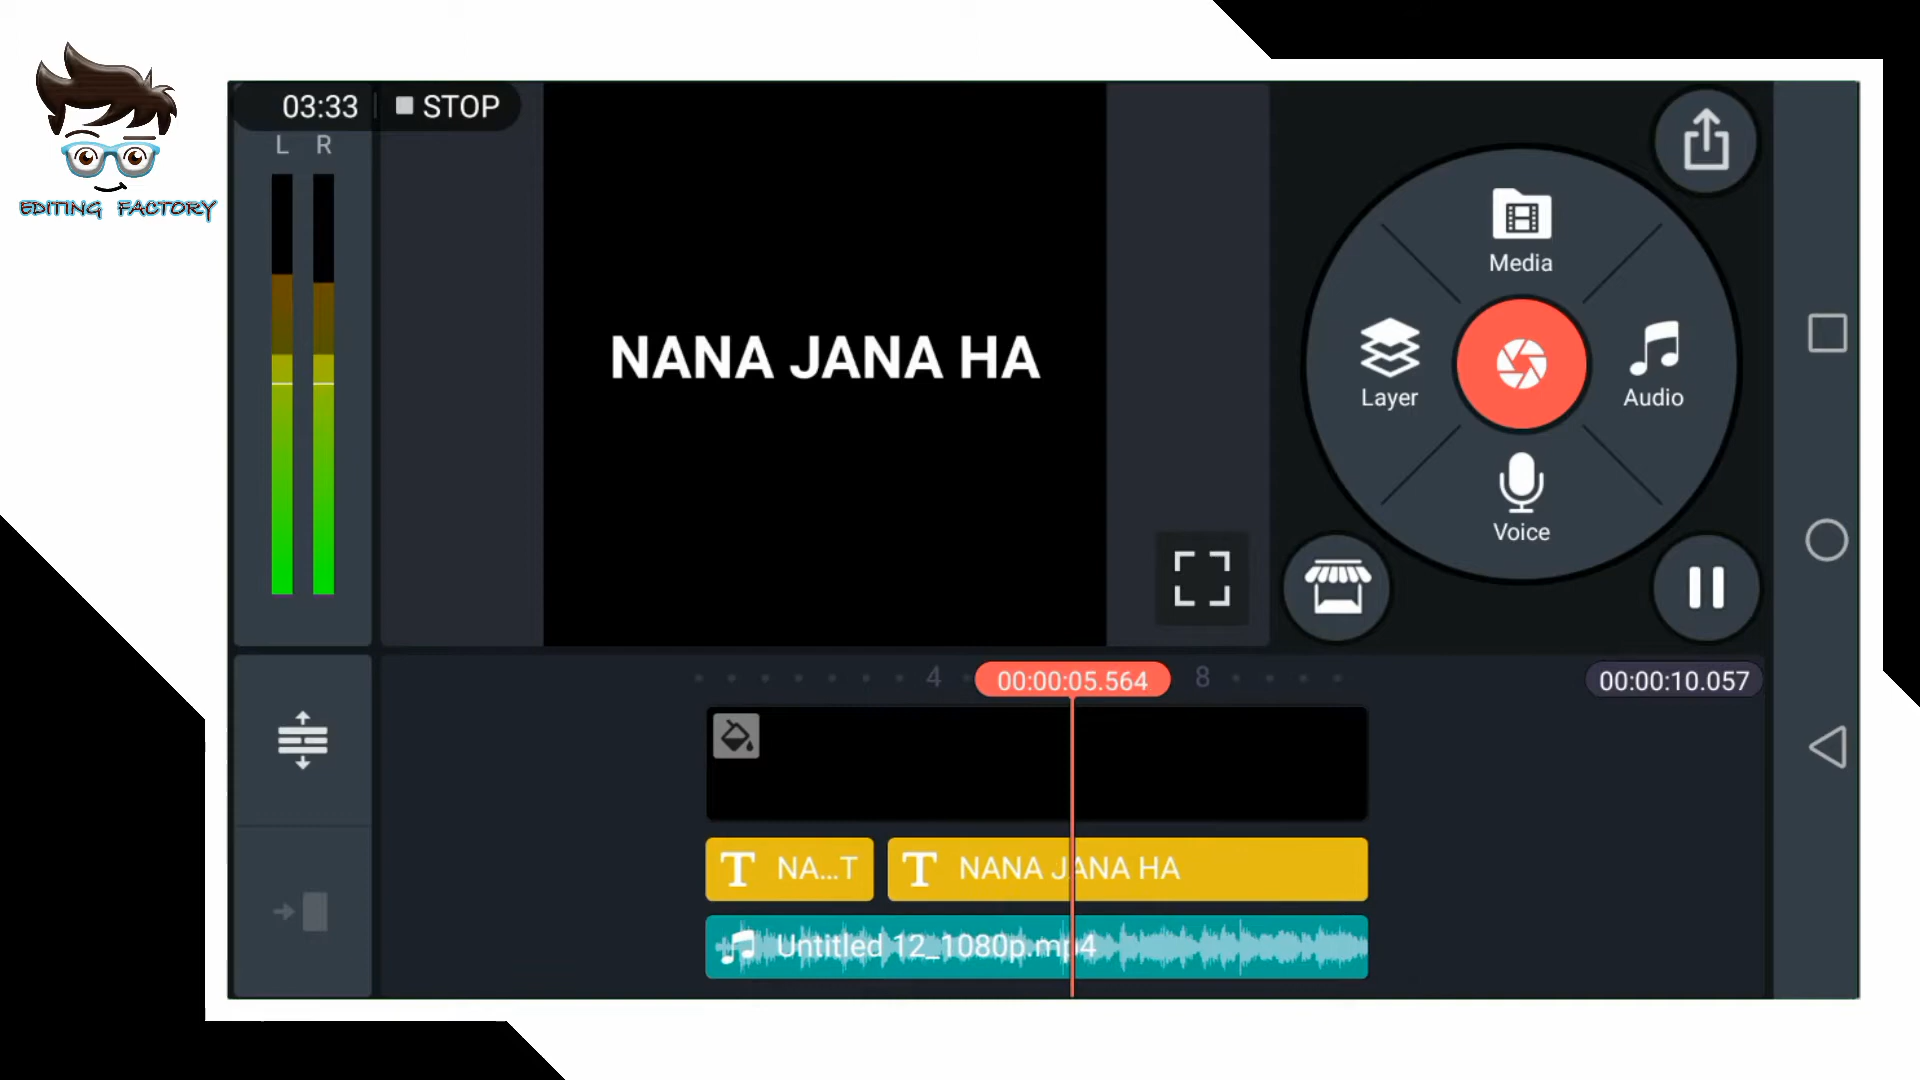 EDITING FACTORY
03:33
STOP
L R
NANA JANA HA
Media
Layer
Audio
Voice
4
00:00:05.564
8
00:00:10.057
T NA...T
T NANA JANA HA
Untitled 12_1080p.mp4